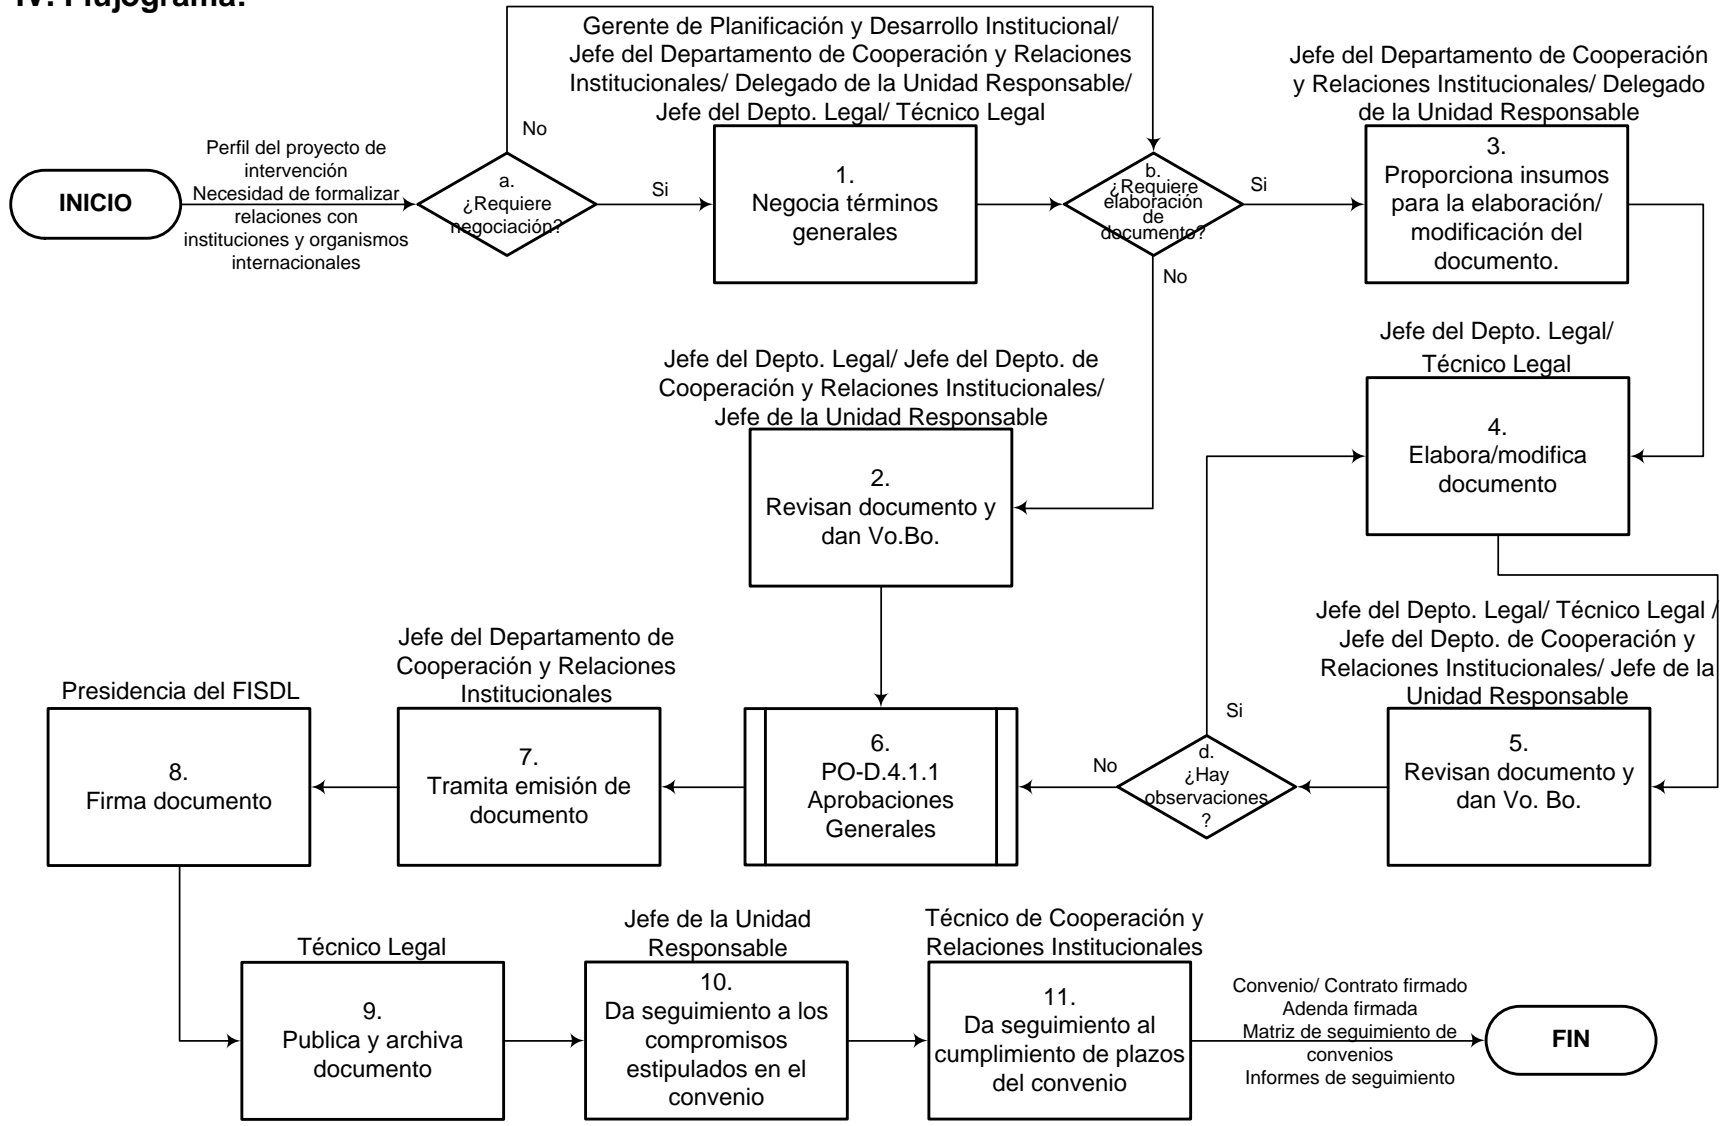 IV. Flujograma:
Gerente de Planificación y Desarrollo Institucional/
Jefe del Departamento de Cooperación y Relaciones
Institucionales/ Delegado de la Unidad Responsable/
Jefe del Depto. Legal/ Técnico Legal
Jefe del Departamento de Cooperación
y Relaciones Institucionales/ Delegado
de la Unidad Responsable
INICIO
Perfil del proyecto de
intervención
Necesidad de formalizar
relaciones con
instituciones y organismos
internacionales
No
a.
¿Requiere
negociación?
Si
1.
Negocia términos
generales
b.
¿Requiere
elaboración
de
documento?
Si
No
3.
Proporciona insumos
para la elaboración/
modificación del
documento.
Jefe del Depto. Legal/ Jefe del Depto. de
Cooperación y Relaciones Institucionales/
Jefe de la Unidad Responsable
2.
Revisan documento y
dan Vo.Bo.
Jefe del Depto. Legal/
Técnico Legal
4.
Elabora/modifica
documento
Jefe del Depto. Legal/ Técnico Legal /
Jefe del Depto. de Cooperación y
Relaciones Institucionales/ Jefe de la
Unidad Responsable
5.
Revisan documento y
dan Vo. Bo.
Si
d.
¿Hay
observaciones
?
No
6.
PO-D.4.1.1
Aprobaciones
Generales
Jefe del Departamento de
Cooperación y Relaciones
Institucionales
7.
Tramita emisión de
documento
Presidencia del FISDL
8.
Firma documento
Técnico Legal
9.
Publica y archiva
documento
Jefe de la Unidad
Responsable
10.
Da seguimiento a los
compromisos
estipulados en el
convenio
Técnico de Cooperación y
Relaciones Institucionales
11.
Da seguimiento al
cumplimiento de plazos
del convenio
Convenio/ Contrato firmado
Adenda firmada
Matriz de seguimiento de
convenios
Informes de seguimiento
FIN